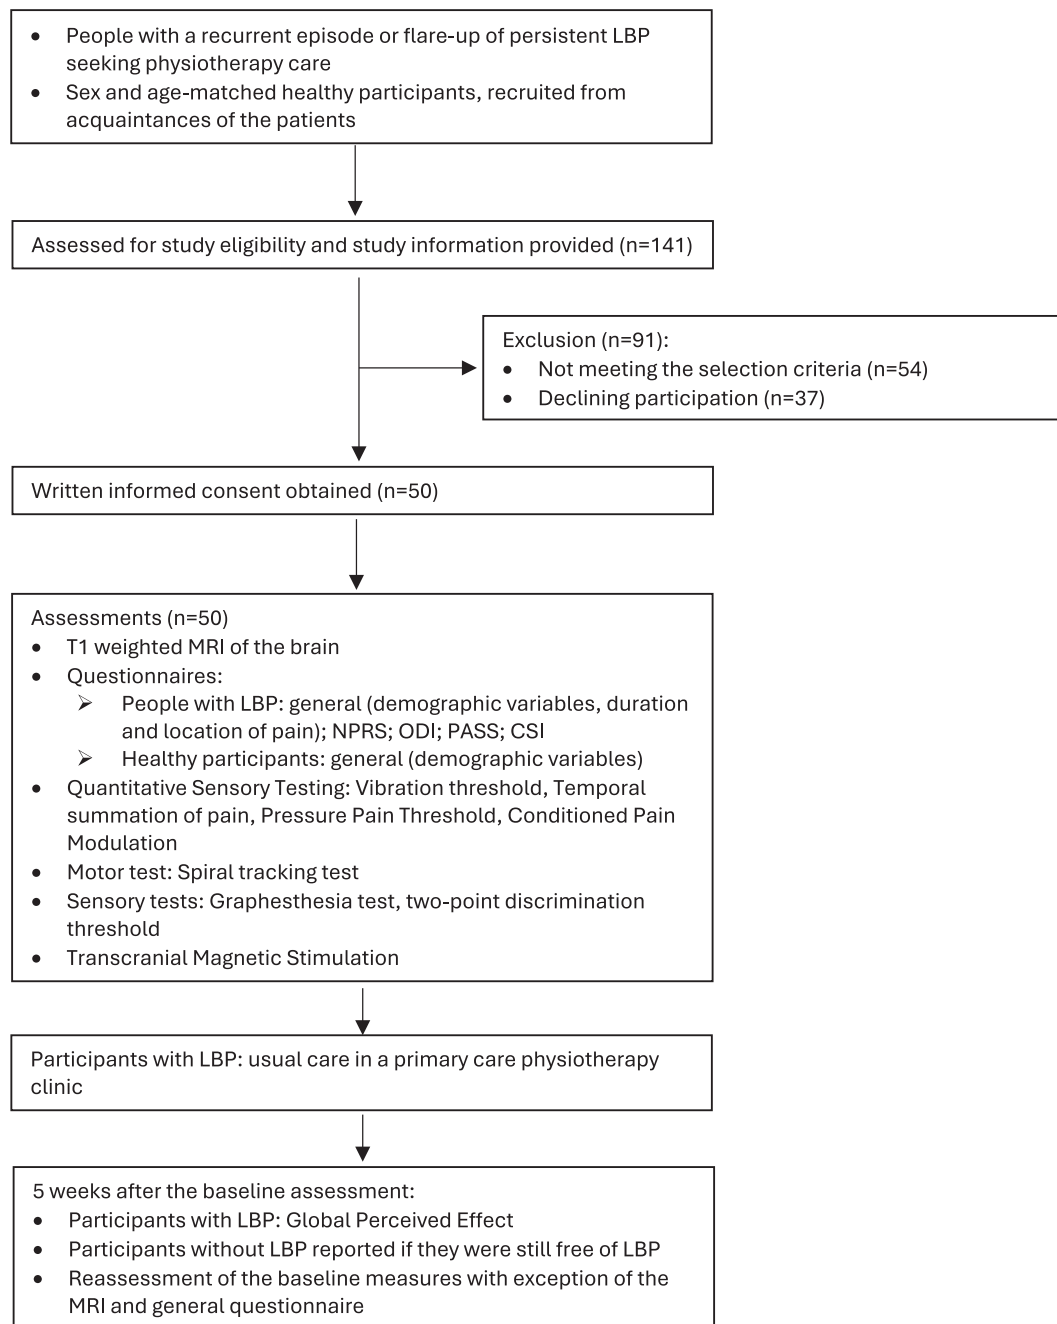 • People with a recurrent episode or flare-up of persistent LBP
seeking physiotherapy care
• Sex and age-matched healthy participants, recruited from
acquaintances of the patients
Assessed for study eligibility and study information provided (n=141)
Exclusion (n=91):
• Not meeting the selection criteria (n=54)
• Declining participation (n=37)
Written informed consent obtained (n=50)
Assessments (n=50)
• T1 weighted MRI of the brain
• Questionnaires:
➢ People with LBP: general (demographic variables, duration
and location of pain); NPRS; ODI; PASS; CSI
➢ Healthy participants: general (demographic variables)
• Quantitative Sensory Testing: Vibration threshold, Temporal
summation of pain, Pressure Pain Threshold, Conditioned Pain
Modulation
• Motor test: Spiral tracking test
• Sensory tests: Graphesthesia test, two-point discrimination
threshold
• Transcranial Magnetic Stimulation
Participants with LBP: usual care in a primary care physiotherapy
clinic
5 weeks after the baseline assessment:
• Participants with LBP: Global Perceived Effect
• Participants without LBP reported if they were still free of LBP
• Reassessment of the baseline measures with exception of the
MRI and general questionnaire